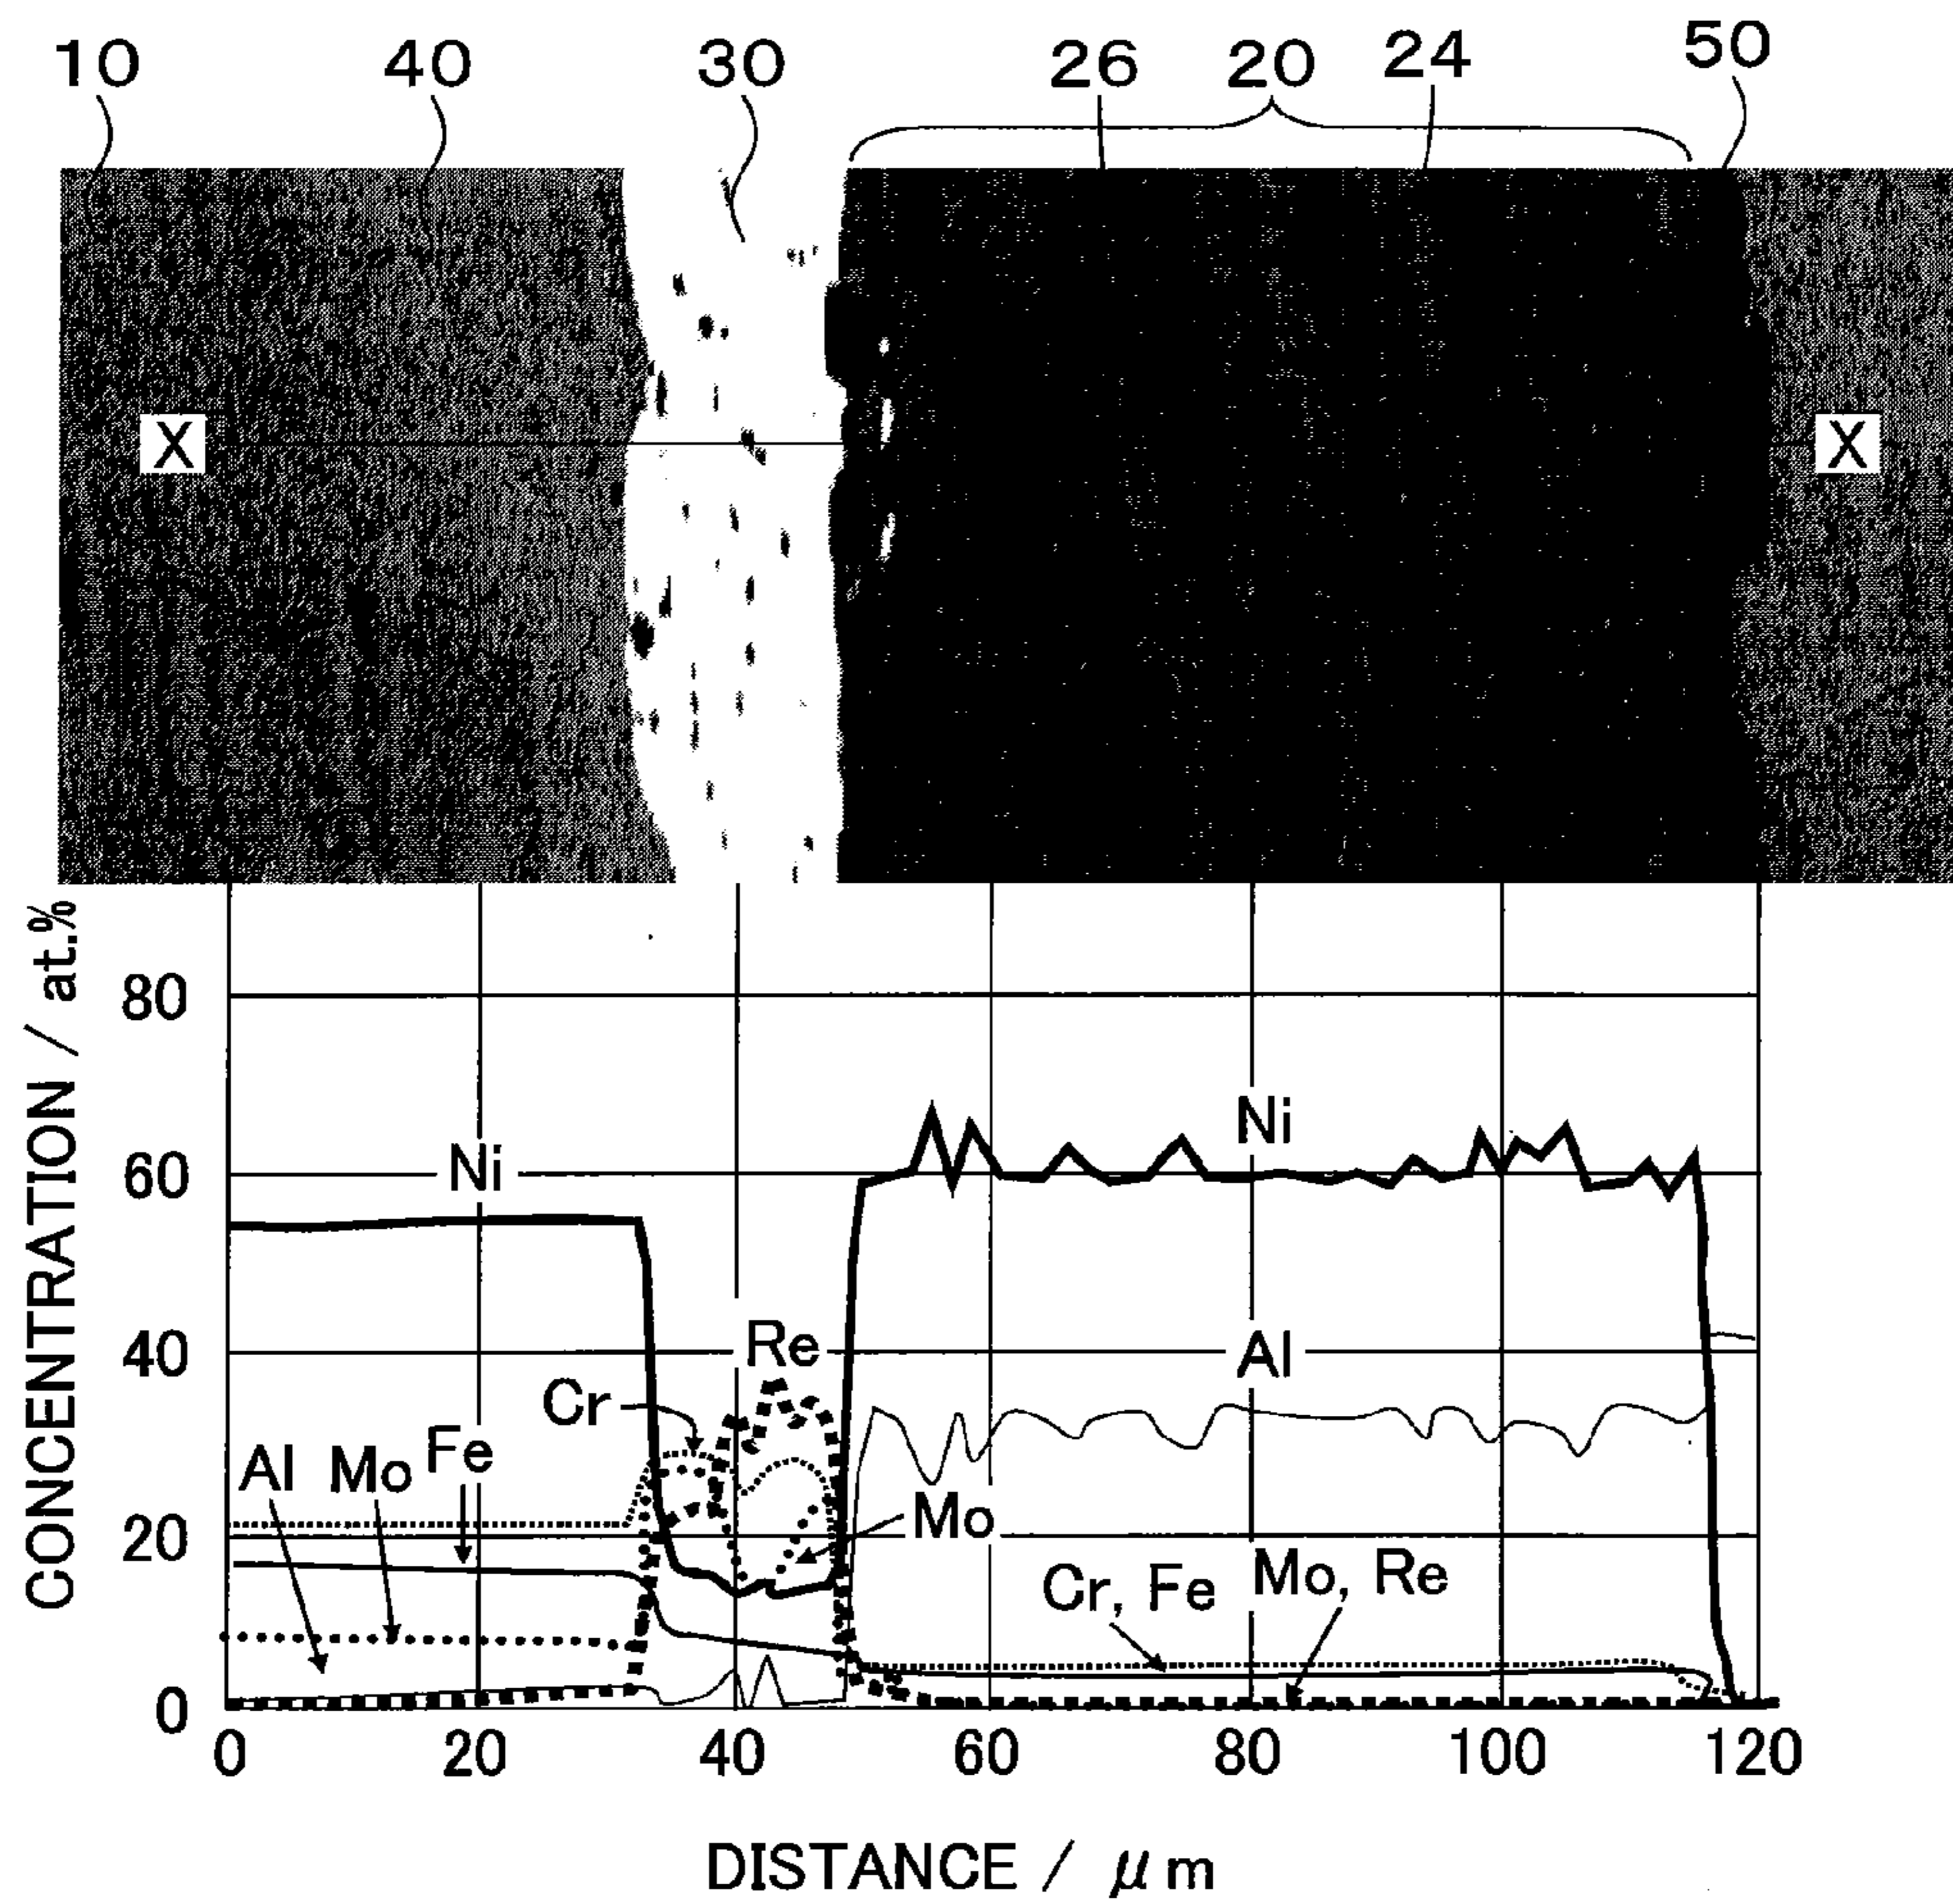 10 40 30 26 20 24 50
X X
CONCENTRATION / at.%
80
Ni
60 Ni
Re
40 Al
Cr
Al Mo Fe
Mo
20
Cr, Fe Mo, Re
0
0 20 40 60 80 100 120
DISTANCE / μm